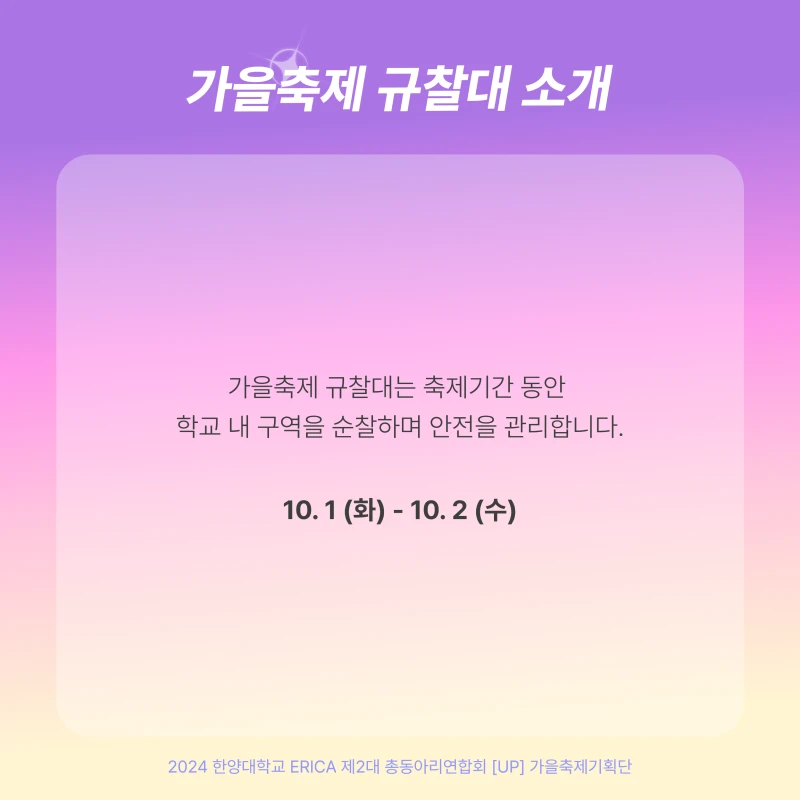 가을축제 규찰대 소개
가을축제 규찰대는 축제기간 동안
학교 내 구역을 순찰하며 안전을 관리합니다.
10. 1 (화) - 10. 2 (수)
2024 한양대학교 ERICA 제2대 총동아리연합회 [UP] 가을축제기획단